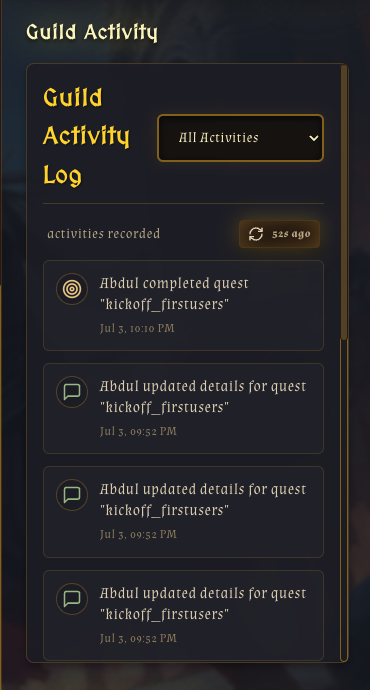 Guild Activity
Guild
Activity
Log
All Activities
activities recorded
52s ago
Abdul completed quest
"kickoff_firstusers"
Jul 3, 10:10 PM
Abdul updated details for quest
"kickoff_firstusers"
Jul 3, 09:52 PM
Abdul updated details for quest
"kickoff_firstusers"
Jul 3, 09:52 PM
Abdul updated details for quest
"kickoff_firstusers"
Jul 3, 09:52 PM